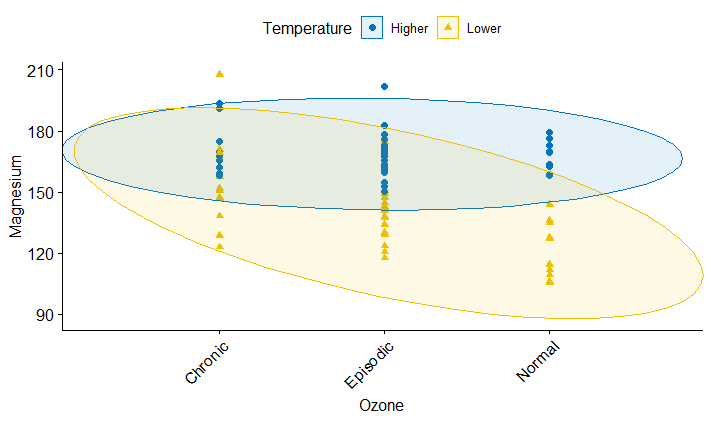 Temperature Higher Lower
210
180
150
120
90
Magnesium
Chronic Episodic Normal
Ozone